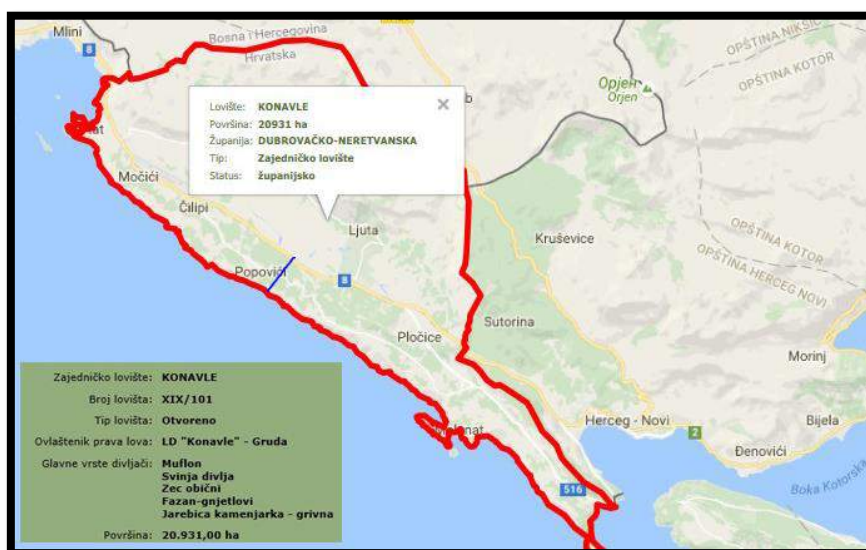 Mlini
8
Bosna i Hercegovina
Hrvatska
OPŠTINA NIKŠIĆ
OPŠTINA KOTOR
Орјен
Orjen
Lovište: KONAVLE
Površina: 20931 ha
Županija: DUBROVAČKO-NERETVANSKA
Tip: Zajedničko lovište
Status: županijsko
Močići
Čilipi
Ljuta
Kruševice
OPŠTINA KOTOR
OPŠTINA HERCEG NOVI
Popovići
8
Sutorina
Pločice
Morinj
Zajedničko lovište: KONAVLE
Broj lovišta: XIX/101
Tip lovišta: Otvoreno
Ovlaštenik prava lova: LD "Konavle" - Gruda
Glavne vrste divljači: Muflon
Svinja divlja
Zec obični
Fazan-gnjetlovi
Jarebica kamenjarka - grivna
Površina: 20.931,00 ha
Herceg - Novi
2
Bijela
Đenovići
516
Boka Kotorska